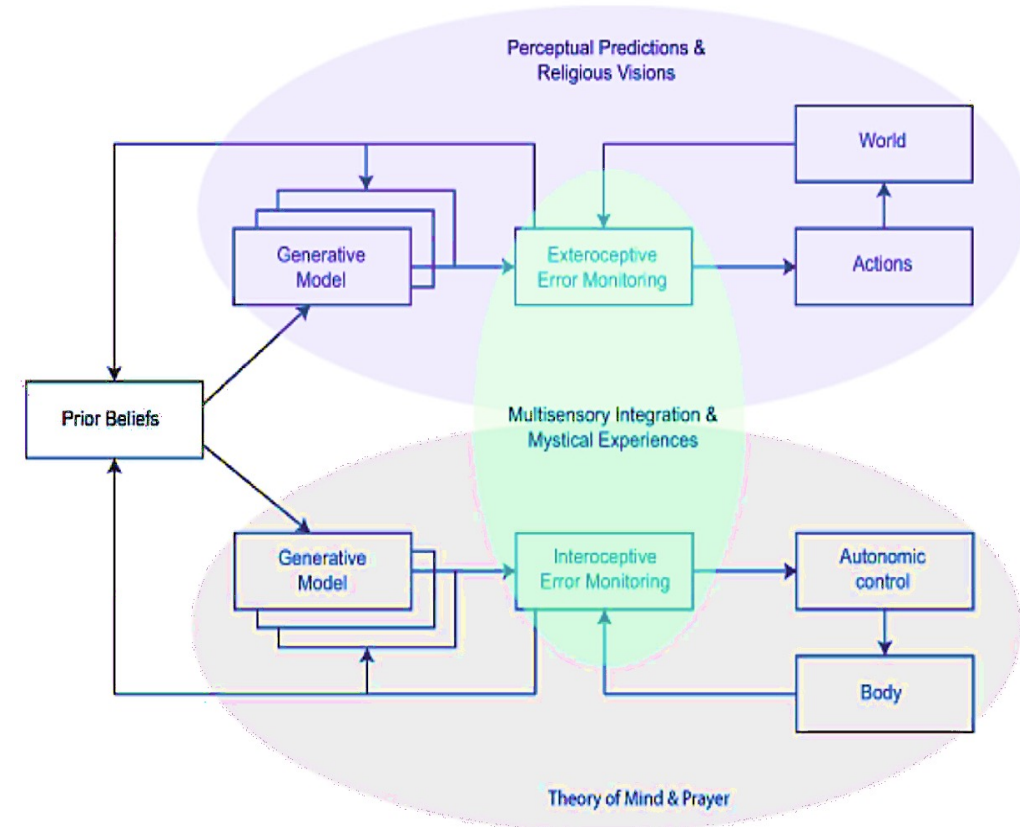 Perceptual Predictions &
Religious Visions
World
Generative
Model
Exteroceptive
Error Monitoring
Actions
Prior Beliefs
Multisensory Integration &
Mystical Experiences
Generative
Model
Interoceptive
Error Monitoring
Autonomic
control
Body
Theory of Mind & Prayer